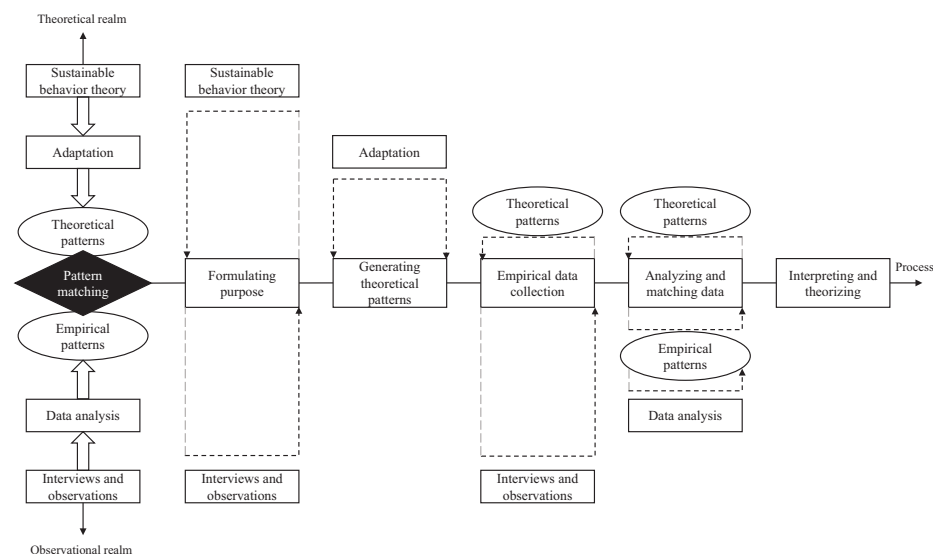 Theoretical realm
Sustainable
behavior theory
Adaptation
Theoretical
patterns
Pattern
matching
Empirical
patterns
Data analysis
Interviews and
observations
Observational realm
Sustainable
behavior theory
Formulating
purpose
Interviews and
observations
Adaptation
Generating
theoretical
patterns
Theoretical
patterns
Empirical data
collection
Interviews and
observations
Theoretical
patterns
Analyzing and
matching data
Empirical
patterns
Data analysis
Interpreting and
theorizing
Process